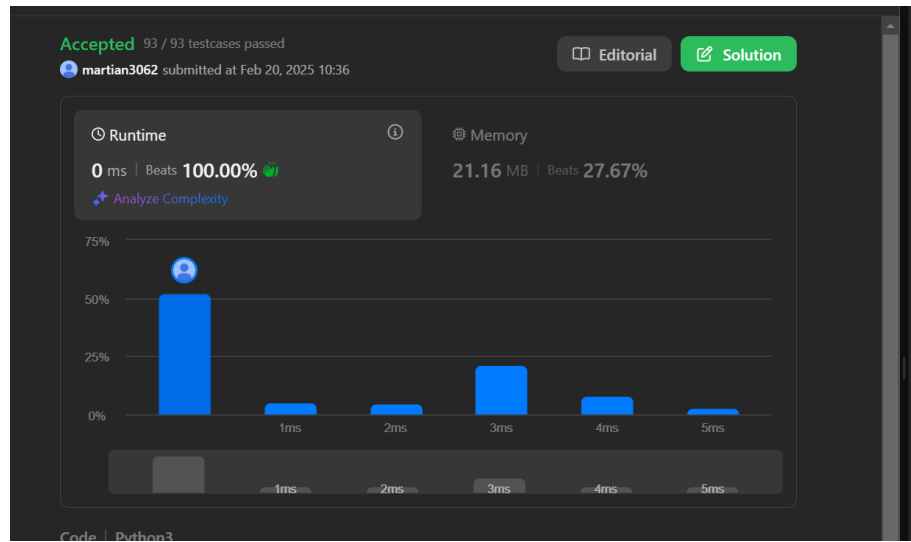 Accepted 93 / 93 testcases passed
martian3062 submitted at Feb 20, 2025 10:36
Editorial
Solution
Runtime
0 ms | Beats 100.00%
Analyze Complexity
Memory
21.16 MB | Beats 27.67%
75%
50%
25%
0%
1ms 2ms 3ms 4ms 5ms
1ms 2ms 3ms 4ms 5ms
Code | Python3